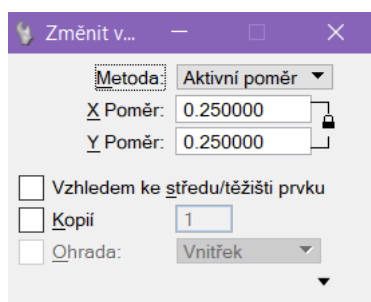 Změnit v...
Metoda: Aktivní poměr
X Poměr: 0.250000
Y Poměr: 0.250000
Vzhledem ke středu/těžišti prvku
Kopií 1
Ohrada: Vnitřek